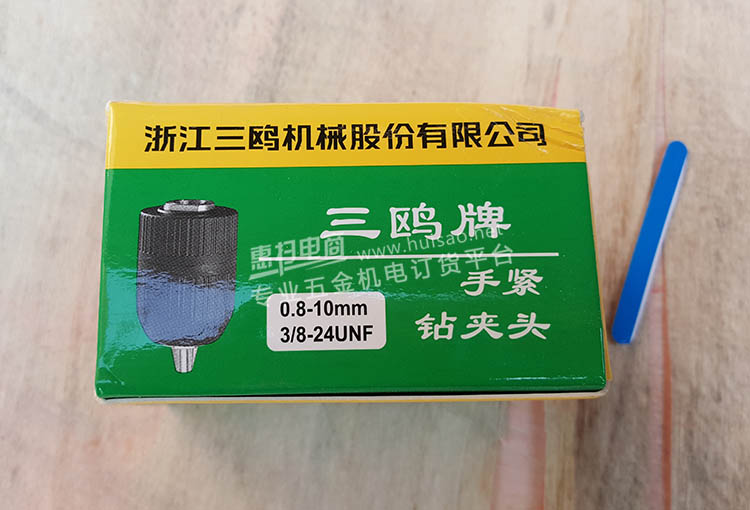 浙江三鸥机械股份有限公司
三鸥牌
惠扫电商 www.huisao.net
专业五金机电订货平台
手紧
钻夹头
0.8-10mm
3/8-24UNF